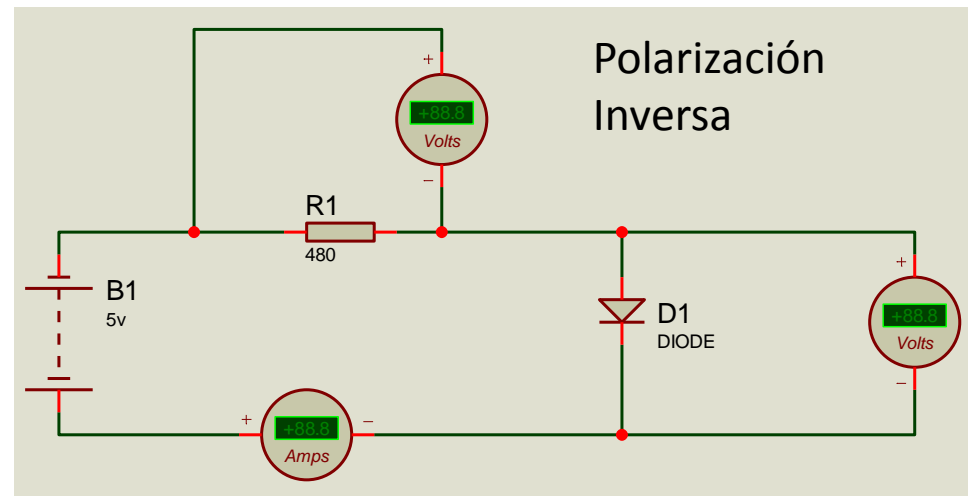 Polarización
Inversa
+
+88.8
Volts
−
R1
480
B1
5v
D1
DIODE
+
+88.8
Volts
−
+
−
+88.8
Amps